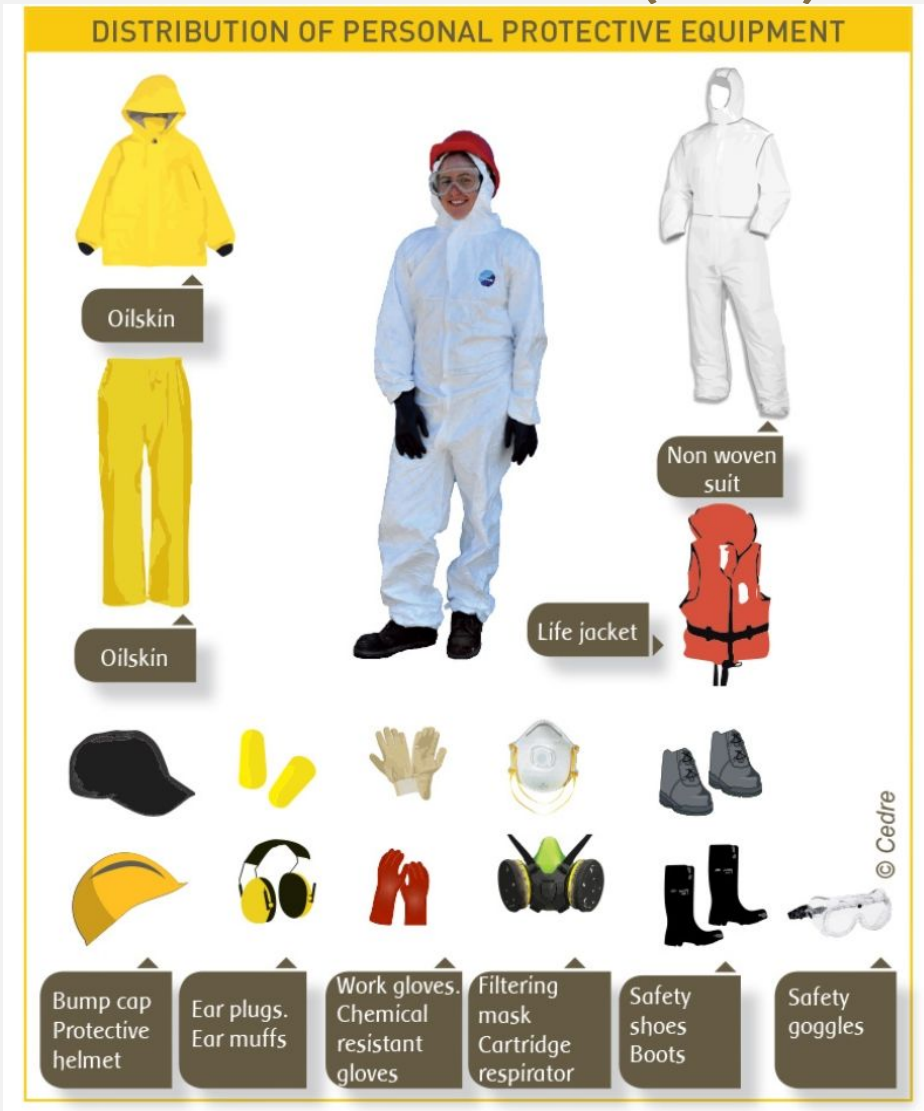 DISTRIBUTION OF PERSONAL PROTECTIVE EQUIPMENT
Oilskin
Non woven
suit
Life jacket
Oilskin
© Cedre
Bump cap
Protective
helmet
Ear plugs.
Ear muffs
Work gloves.
Chemical
resistant
gloves
Filtering
mask
Cartridge
respirator
Safety
shoes
Boots
Safety
goggles